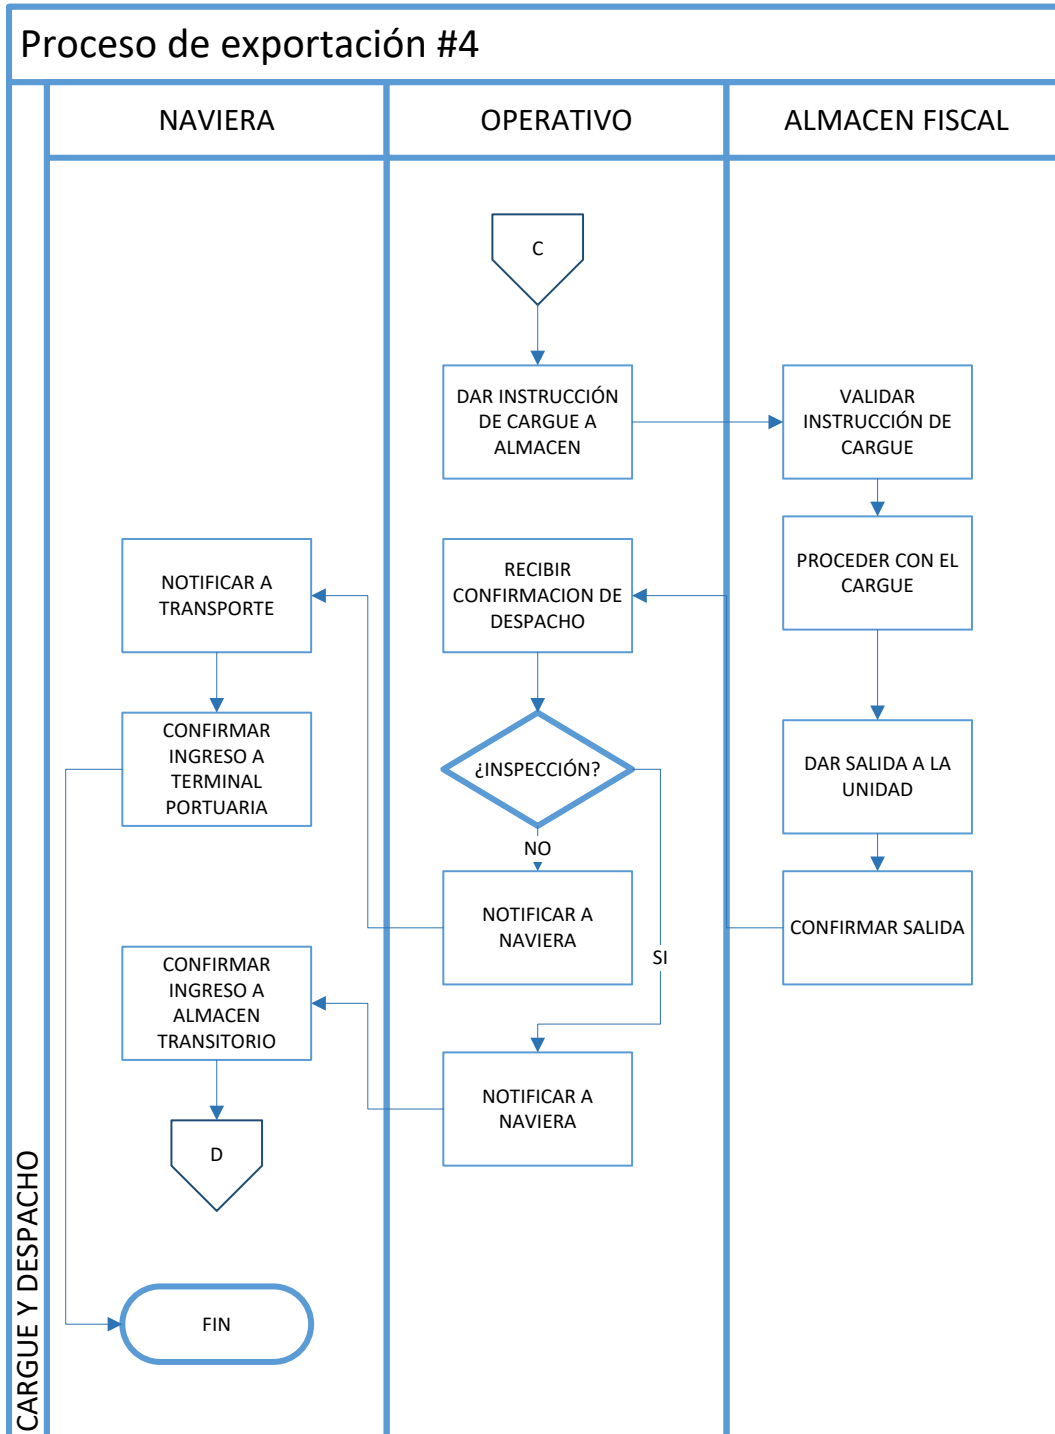 Proceso de exportación #4
NAVIERA
OPERATIVO
ALMACEN FISCAL
C
DAR INSTRUCCIÓN
DE CARGUE A
ALMACEN
VALIDAR
INSTRUCCIÓN DE
CARGUE
PROCEDER CON EL
CARGUE
NOTIFICAR A
TRANSPORTE
RECIBIR
CONFIRMACION DE
DESPACHO
CONFIRMAR
INGRESO A
TERMINAL
PORTUARIA
¿INSPECCIÓN?
DAR SALIDA A LA
UNIDAD
NO
NOTIFICAR A
NAVIERA
CONFIRMAR SALIDA
SI
CONFIRMAR
INGRESO A
ALMACEN
TRANSITORIO
NOTIFICAR A
NAVIERA
D
FIN
CARGUE Y DESPACHO